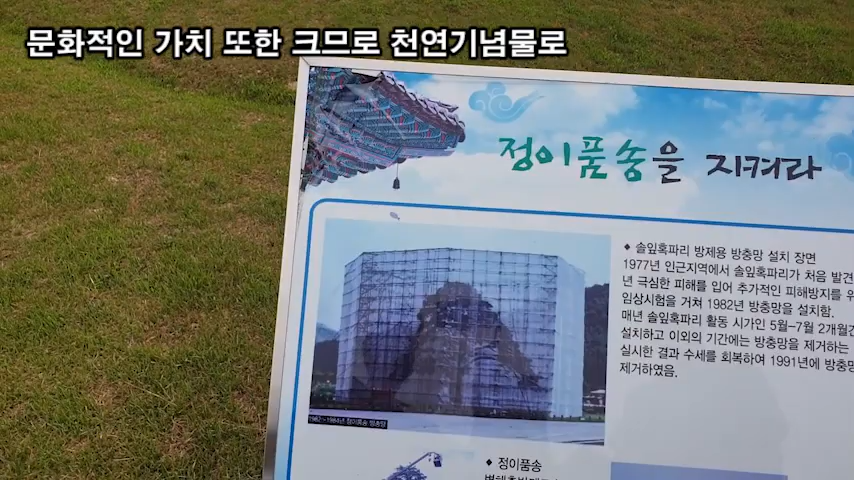 문화적인 가치 또한 크므로 천연기념물로
정이품송을 지켜라
◆ 솔잎혹파리 방제용 방충망 설치 장면
1977년 인근지역에서 솔잎혹파리가 처음 발견
년 극심한 피해를 입어 추가적인 피해방지를 위
임상시험을 거쳐 1982년 방충망을 설치함.
매년 솔잎혹파리 활동 시기인 5월-7월 2개월간
설치하고 이외의 기간에는 방충망을 제거하는
실시한 결과 수세를 회복하여 1991년에 방충망
제거하였음.
정이품송 방충망
◆ 정이품송